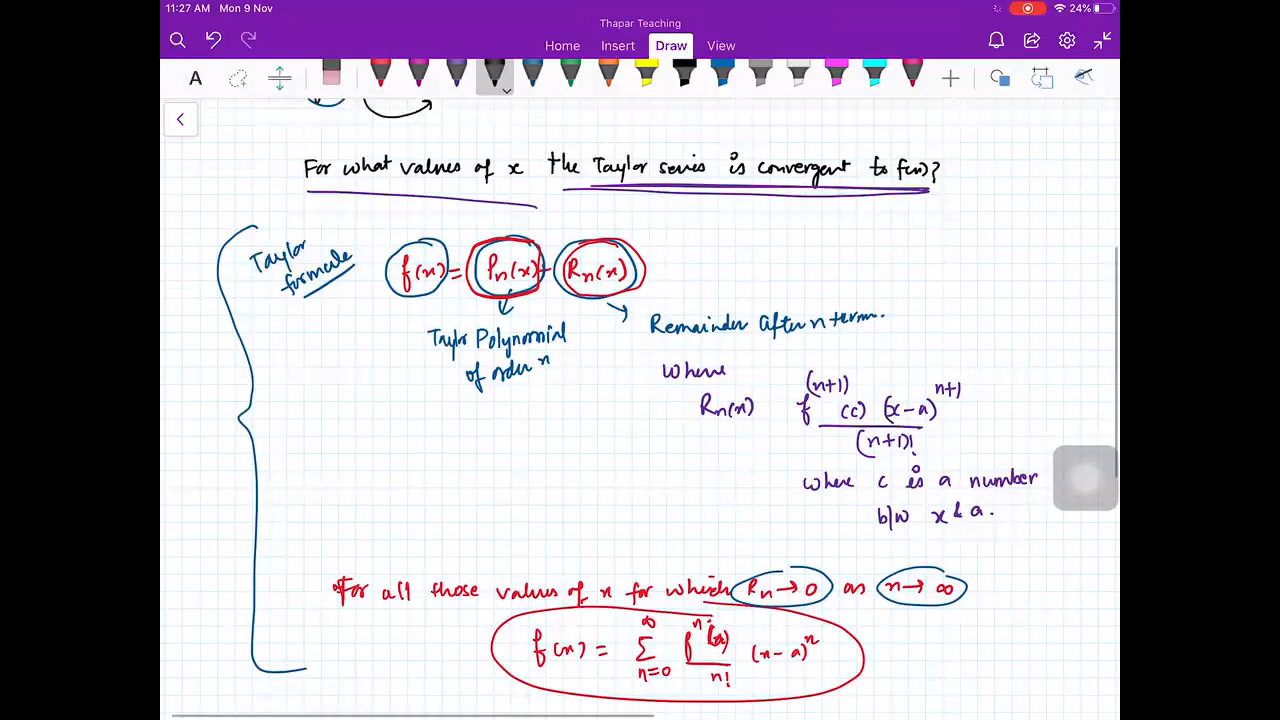 11:27 AM Mon 9 Nov
24%
Thapar Teaching
Home Insert Draw View
A
For what values of x the Taylor series is convergent to f(x)?
Taylor
formula
f(x) = Pn(x) + Rn(x)
Taylor Polynomial
of order n
Remainder After n term.
where
Rn(x) f^(n+1) (c) (x-a)^n+1
(n+1)!
where c is a number
b/w x & a.
For all those values of x for which Rn → 0 as n → ∞
f(x) = ∞ Σ n=0 f^n (a) / n! (x-a)^n